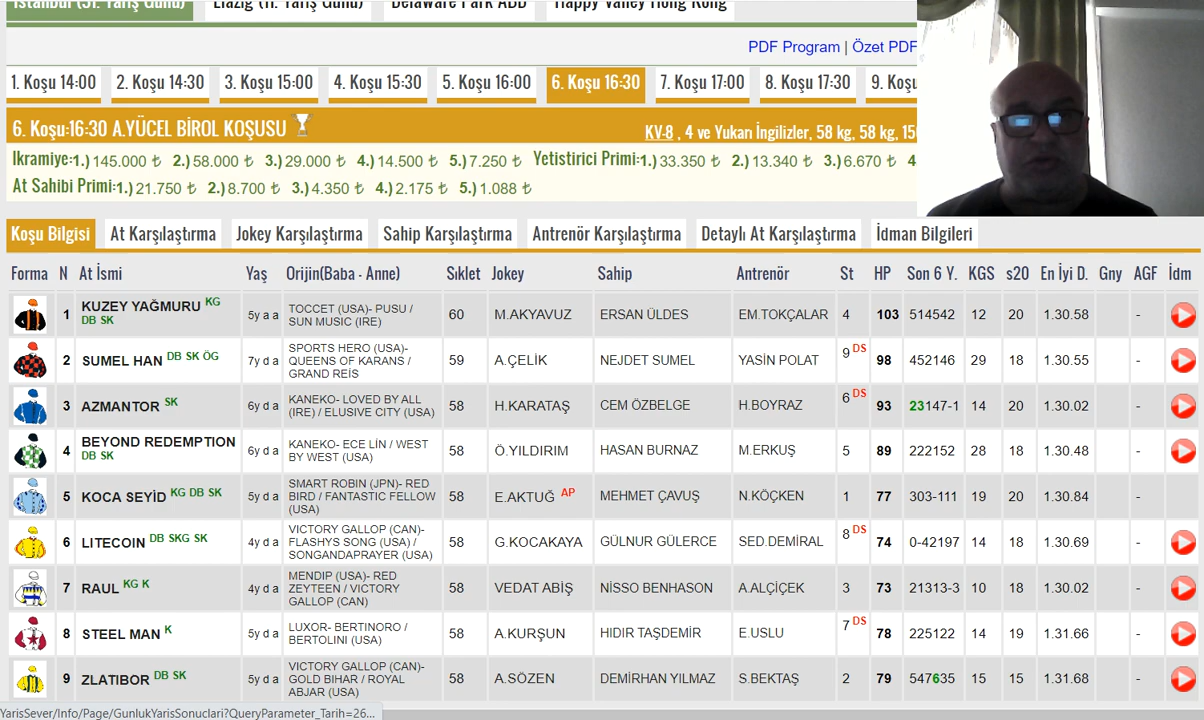 İstanbul (51. Yarış Günü) Elazığ (11. Yarış Günü) Delaware Park ABD Happy Valley Hong Kong
PDF Program | Özet PDF
1. Koşu 14:00 2. Koşu 14:30 3. Koşu 15:00 4. Koşu 15:30 5. Koşu 16:00 6. Koşu 16:30 7. Koşu 17:00 8. Koşu 17:30 9. Koşu
6. Koşu:16:30 A.YÜCEL BİROL KOŞUSU KV-8 , 4 ve Yukarı İngilizler, 58 kg, 58 kg, 150
Ikramiye:1.) 145.000 ₺ 2.) 58.000 ₺ 3.) 29.000 ₺ 4.) 14.500 ₺ 5.) 7.250 ₺ Yetistirici Primi:1.) 33.350 ₺ 2.) 13.340 ₺ 3.) 6.670 ₺ 4
At Sahibi Primi:1.) 21.750 ₺ 2.) 8.700 ₺ 3.) 4.350 ₺ 4.) 2.175 ₺ 5.) 1.088 ₺
Koşu Bilgisi At Karşılaştırma Jokey Karşılaştırma Sahip Karşılaştırma Antrenör Karşılaştırma Detaylı At Karşılaştırma İdman Bilgileri
Forma N At İsmi Yaş Orijin(Baba - Anne) Sıklet Jokey Sahip Antrenör St HP Son 6 Y. KGS s20 En İyi D. Gny AGF İdm
1 KUZEY YAĞMURU KG DB SK 5y a a TOCCET (USA)- PUSU / SUN MUSIC (IRE) 60 M.AKYAVUZ ERSAN ÜLDES EM.TOKÇALAR 4 103 514542 12 20 1.30.58 -
2 SUMEL HAN DB SK ÖG 7y d a SPORTS HERO (USA)- QUEENS OF KARANS / GRAND REİS 59 A.ÇELİK NEJDET SUMEL YASİN POLAT 9 DS 98 452146 29 18 1.30.55 -
3 AZMANTOR SK 6y d a KANEKO- LOVED BY ALL (IRE) / ELUSIVE CITY (USA) 58 H.KARATAŞ CEM ÖZBELGE H.BOYRAZ 6 DS 93 23147-1 14 20 1.30.02 -
4 BEYOND REDEMPTION DB SK 6y d a KANEKO- ECE LİN / WEST BY WEST (USA) 58 Ö.YILDIRIM HASAN BURNAZ M.ERKUŞ 5 89 222152 28 18 1.30.48 -
5 KOCA SEYİD KG DB SK 5y d a SMART ROBIN (JPN)- RED BIRD / FANTASTIC FELLOW (USA) 58 E.AKTUĞ AP MEHMET ÇAVUŞ N.KÖÇKEN 1 77 303-111 19 20 1.30.84 -
6 LITECOIN DB SKG SK 4y d a VICTORY GALLOP (CAN)- FLASHYS SONG (USA) / SONGANDAPRAYER (USA) 58 G.KOCAKAYA GÜLNUR GÜLERCE SED.DEMİRAL 8 DS 74 0-42197 14 18 1.30.69 -
7 RAUL KG K 4y d a MENDIP (USA)- RED ZEYTEEN / VICTORY GALLOP (CAN) 58 VEDAT ABİŞ NİSSO BENHASON A.ALÇİÇEK 3 73 21313-3 10 18 1.30.02 -
8 STEEL MAN K 5y d a LUXOR- BERTINORO / BERTOLINI (USA) 58 A.KURŞUN HIDIR TAŞDEMİR E.USLU 7 DS 78 225122 14 19 1.31.66 -
9 ZLATIBOR DB SK 5y d a VICTORY GALLOP (CAN)- GOLD BIHAR / ROYAL ABJAR (USA) 58 A.SÖZEN DEMİRHAN YILMAZ S.BEKTAŞ 2 79 547635 15 15 1.31.68 -
YarisSever/Info/Page/GunlukYarisSonuclari?QueryParameter_Tarih=26...